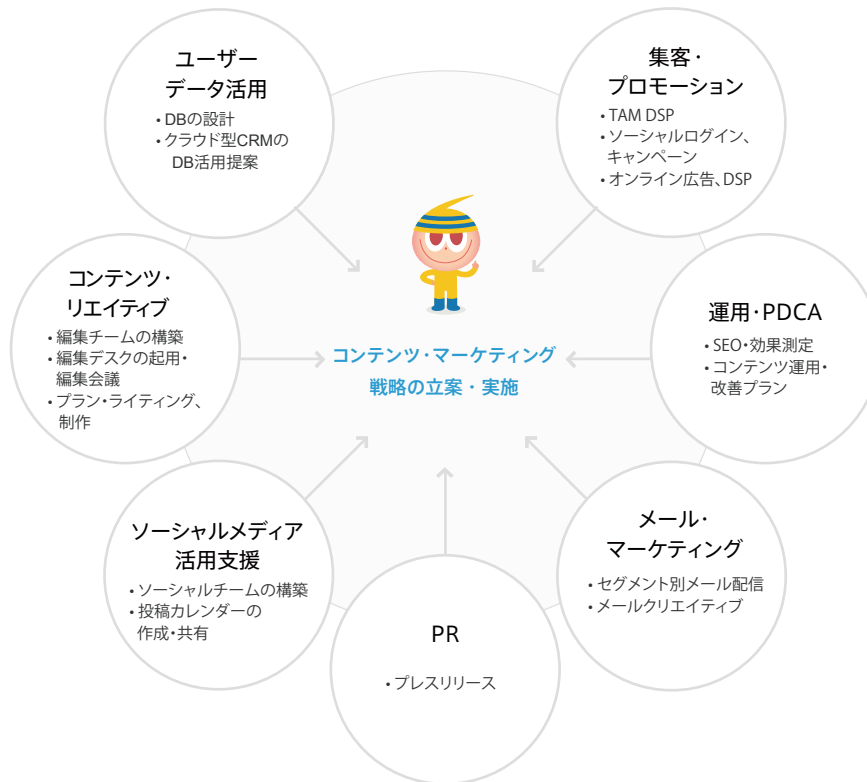 ユーザー
データ活用
• DBの設計
• クラウド型CRMの
DB活用提案
集客・
プロモーション
• TAM DSP
• ソーシャルログイン、
キャンペーン
• オンライン広告、DSP
コンテンツ・
リエイティブ
• 編集チームの構築
• 編集デスクの起用・
編集会議
• プラン・ライティング、
制作
コンテンツ・マーケティング
戦略の立案・実施
運用・PDCA
• SEO・効果測定
• コンテンツ運用・
改善プラン
ソーシャルメディア
活用支援
• ソーシャルチームの構築
• 投稿カレンダーの
作成・共有
PR
• プレスリリース
メール・
マーケティング
• セグメント別メール配信
• メールクリエイティブ